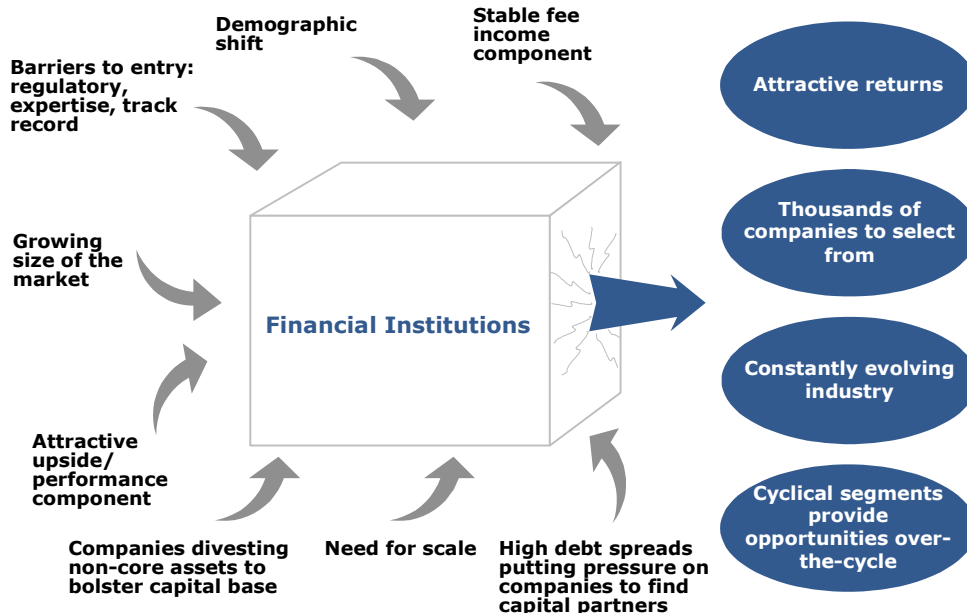 Demographic
shift
Stable fee
income
component
Barriers to entry:
regulatory,
expertise, track
record
Growing
size of the
market
Attractive
upside/
performance
component
Companies divesting
non-core assets to
bolster capital base
Need for scale
High debt spreads
putting pressure on
companies to find
capital partners
Financial Institutions
Attractive returns
Thousands of
companies to select
from
Constantly evolving
industry
Cyclical segments
provide
opportunities over-
the-cycle